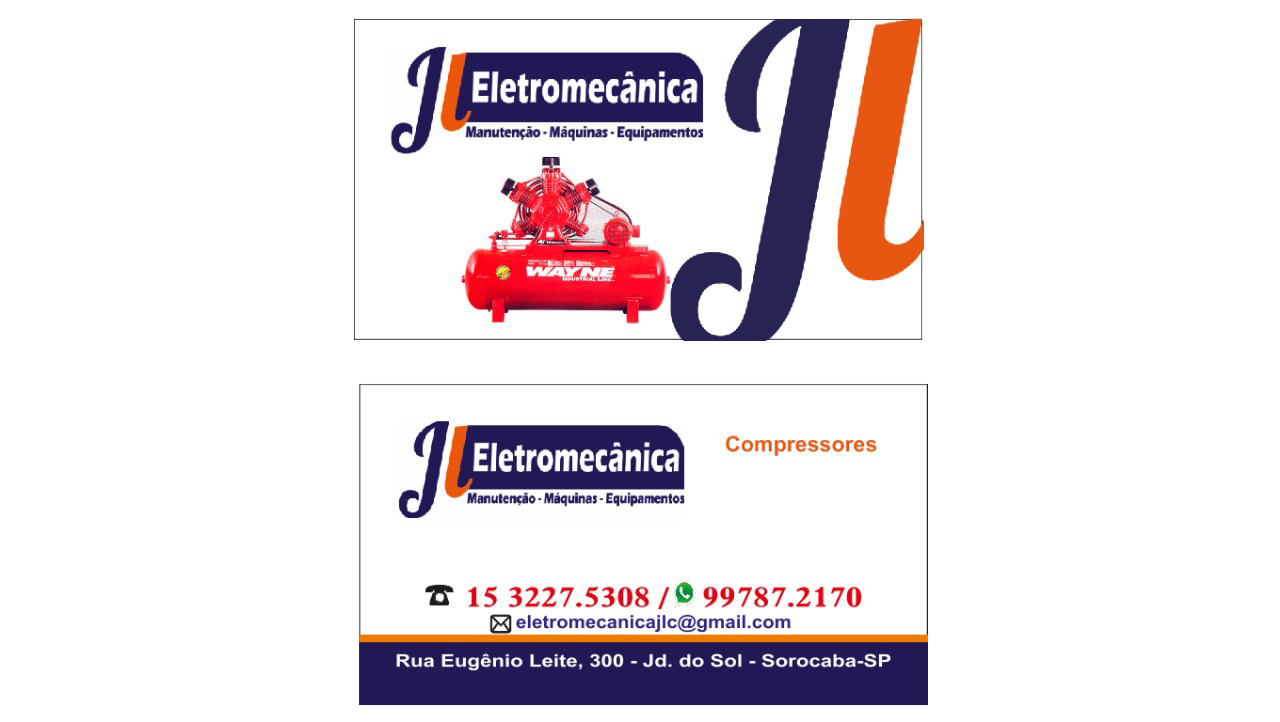 Jl Eletromecânica
Manutenção - Máquinas - Equipamentos
Jl
WAYNE
INDUSTRIAL LINE
Jl Eletromecânica
Compressores
Manutenção - Máquinas - Equipamentos
15 3227.5308 / 99787.2170
eletromecanicajlc@gmail.com
Rua Eugênio Leite, 300 - Jd. do Sol - Sorocaba-SP